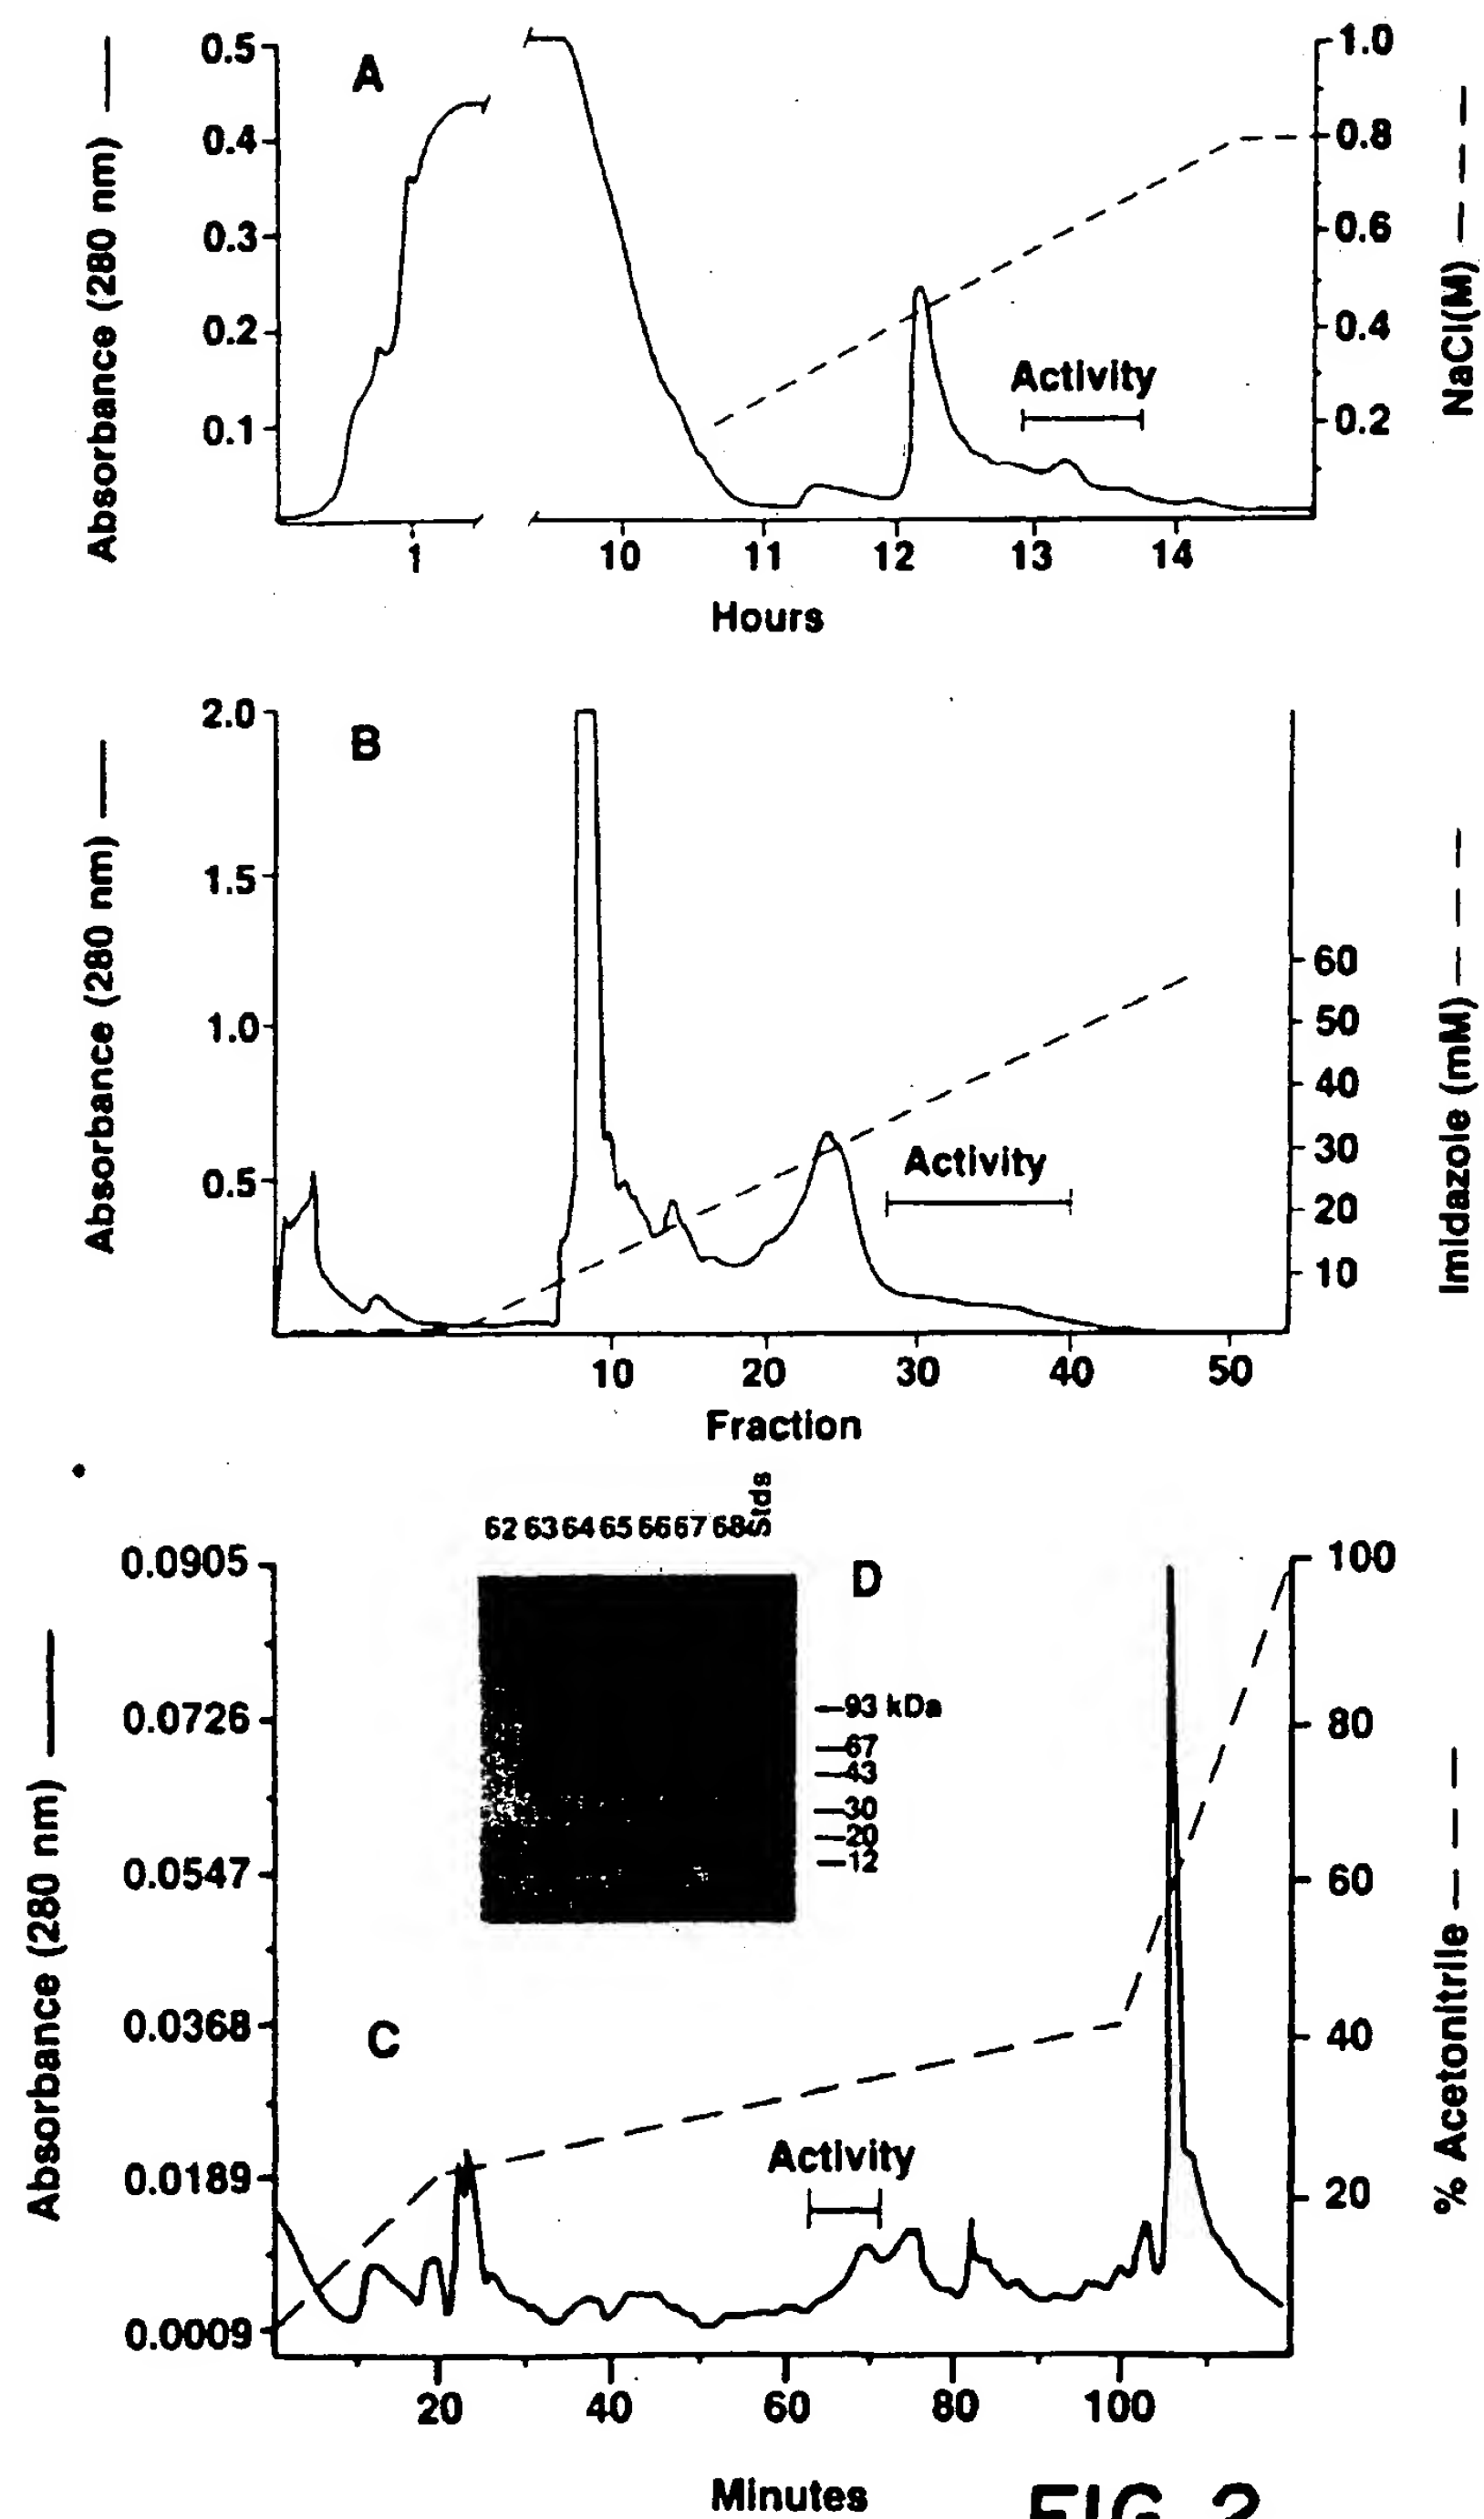 A
Absorbance (280 nm)
0.5
0.4
0.3
0.2
0.1
1.0
0.8
0.6
0.4
0.2
NaCl(M)
Activity
1 10 11 12 13 14
Hours
B
Absorbance (280 nm)
2.0
1.5
1.0
0.5
60
50
40
30
20
10
Imidazole (mM)
Activity
10 20 30 40 50
Fraction
62 63 64 65 66 67 68 Stds
D
93 kDa
67
43
30
20
12
C
Absorbance (280 nm)
0.0905
0.0726
0.0547
0.0368
0.0189
0.0009
100
80
60
40
20
% Acetonitrile
Activity
20 40 60 80 100
Minutes
FIG. 2